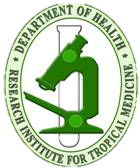 DEPARTMENT OF HEALTH
RESEARCH INSTITUTE FOR TROPICAL MEDICINE